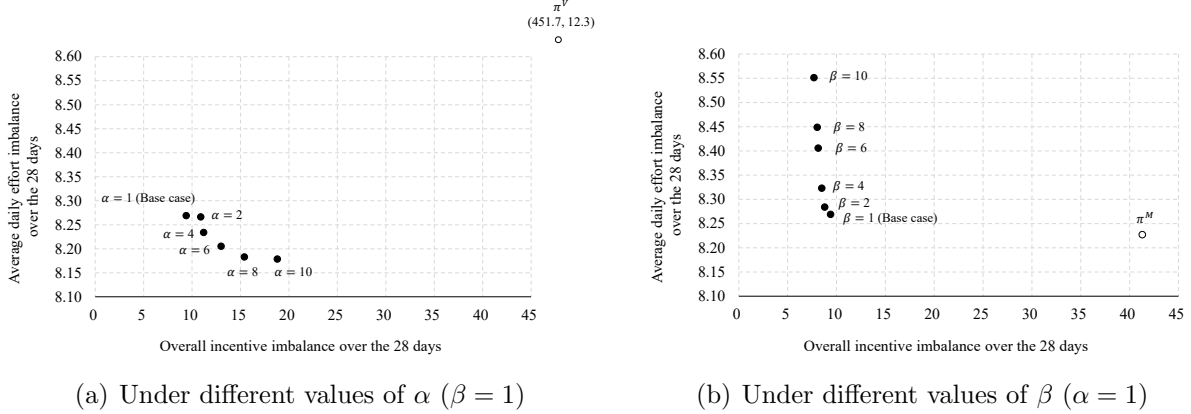 π^V
(451.7, 12.3)
8.60
8.55
8.50
8.45
8.40
8.35
8.30
8.25
8.20
8.15
8.10
Average daily effort imbalance
over the 28 days
α = 1 (Base case)
α = 2
α = 4
α = 6
α = 8
α = 10
0
5
10
15
20
25
30
35
40
45
Overall incentive imbalance over the 28 days
(a) Under different values of α (β = 1)
8.60
8.55
8.50
8.45
8.40
8.35
8.30
8.25
8.20
8.15
8.10
Average daily effort imbalance
over the 28 days
β = 10
β = 8
β = 6
β = 4
β = 2
β = 1 (Base case)
π^M
0
5
10
15
20
25
30
35
40
45
Overall incentive imbalance over the 28 days
(b) Under different values of β (α = 1)